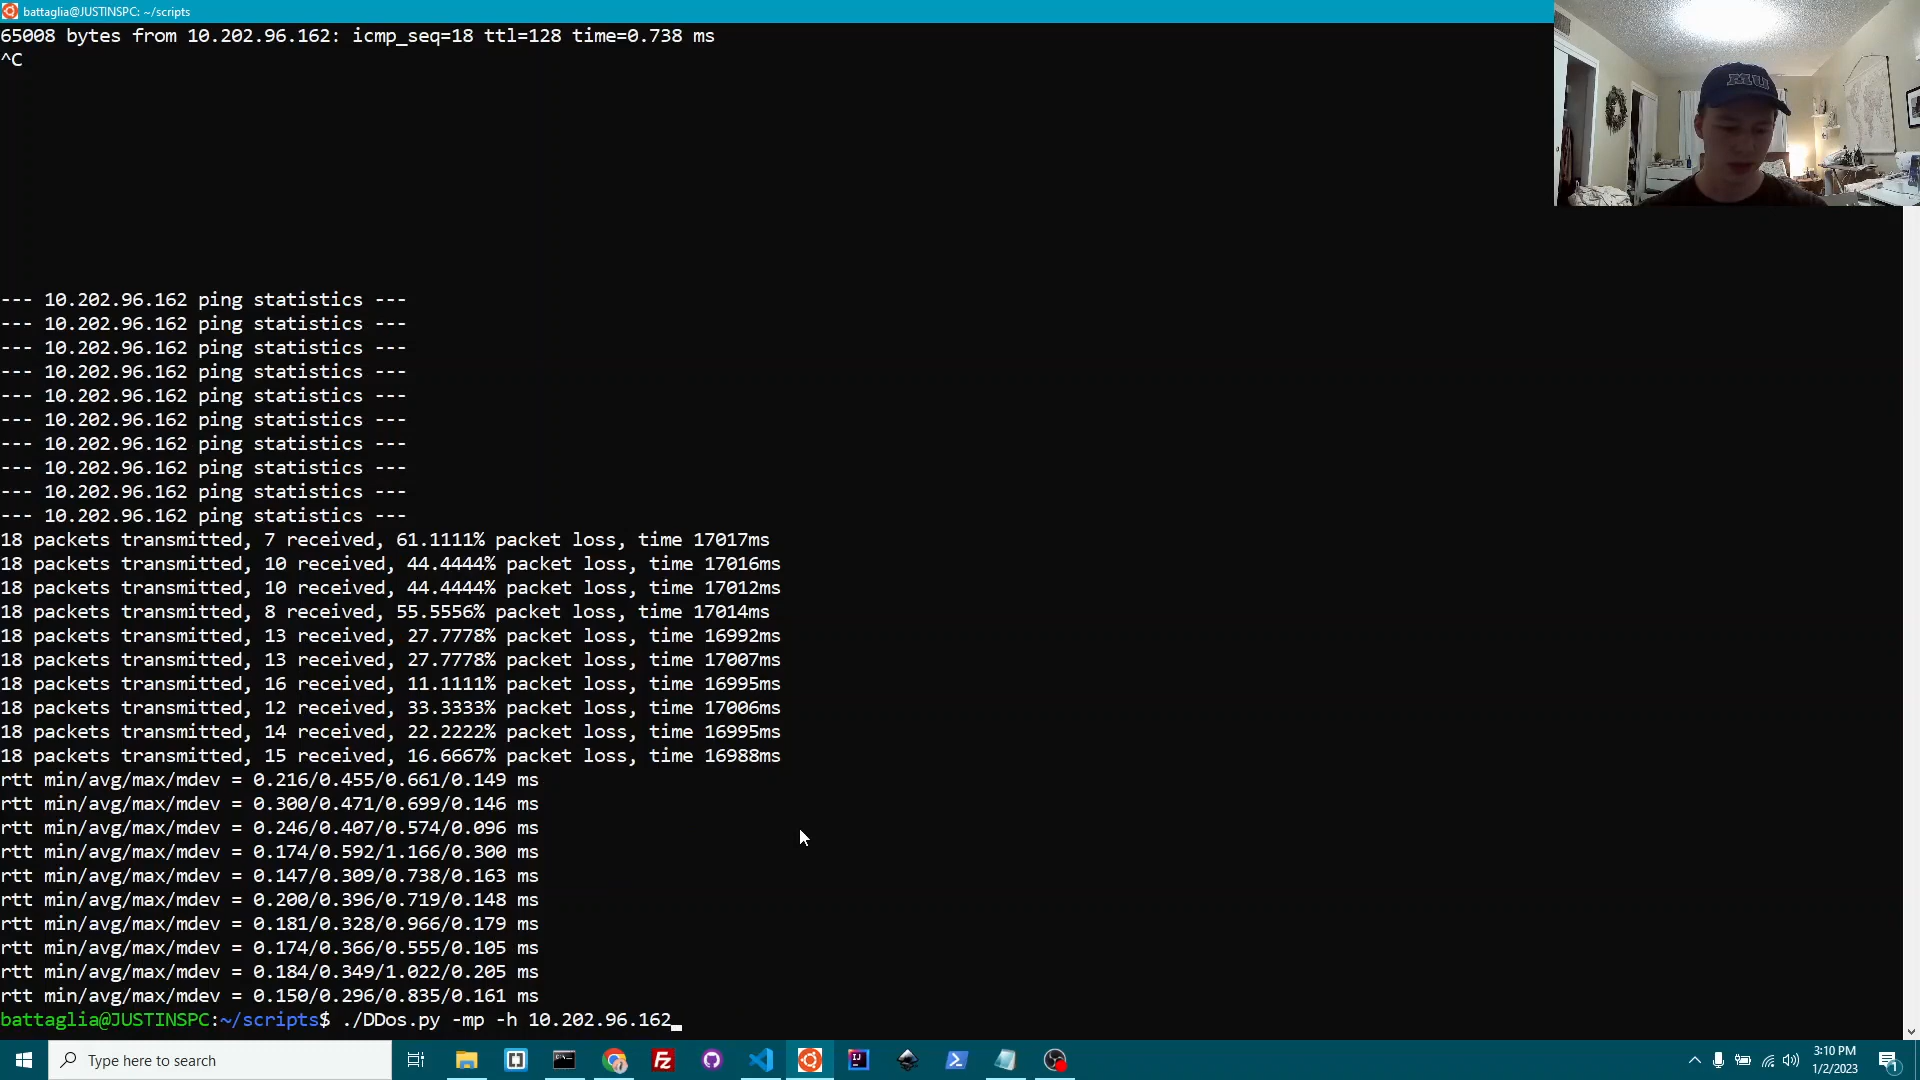 battaglia@JUSTINSPC: ~/scripts
65008 bytes from 10.202.96.162: icmp_seq=18 ttl=128 time=0.738 ms
^C
--- 10.202.96.162 ping statistics ---
--- 10.202.96.162 ping statistics ---
--- 10.202.96.162 ping statistics ---
--- 10.202.96.162 ping statistics ---
--- 10.202.96.162 ping statistics ---
--- 10.202.96.162 ping statistics ---
--- 10.202.96.162 ping statistics ---
--- 10.202.96.162 ping statistics ---
--- 10.202.96.162 ping statistics ---
--- 10.202.96.162 ping statistics ---
18 packets transmitted, 7 received, 61.1111% packet loss, time 17017ms
18 packets transmitted, 10 received, 44.4444% packet loss, time 17016ms
18 packets transmitted, 10 received, 44.4444% packet loss, time 17012ms
18 packets transmitted, 8 received, 55.5556% packet loss, time 17014ms
18 packets transmitted, 13 received, 27.7778% packet loss, time 16992ms
18 packets transmitted, 13 received, 27.7778% packet loss, time 17007ms
18 packets transmitted, 16 received, 11.1111% packet loss, time 16995ms
18 packets transmitted, 12 received, 33.3333% packet loss, time 17006ms
18 packets transmitted, 14 received, 22.2222% packet loss, time 16995ms
18 packets transmitted, 15 received, 16.6667% packet loss, time 16988ms
rtt min/avg/max/mdev = 0.216/0.455/0.661/0.149 ms
rtt min/avg/max/mdev = 0.300/0.471/0.699/0.146 ms
rtt min/avg/max/mdev = 0.246/0.407/0.574/0.096 ms
rtt min/avg/max/mdev = 0.174/0.592/1.166/0.300 ms
rtt min/avg/max/mdev = 0.147/0.309/0.738/0.163 ms
rtt min/avg/max/mdev = 0.200/0.396/0.719/0.148 ms
rtt min/avg/max/mdev = 0.181/0.328/0.966/0.179 ms
rtt min/avg/max/mdev = 0.174/0.366/0.555/0.105 ms
rtt min/avg/max/mdev = 0.184/0.349/1.022/0.205 ms
rtt min/avg/max/mdev = 0.150/0.296/0.835/0.161 ms
battaglia@JUSTINSPC:~/scripts$ ./DDos.py -mp -h 10.202.96.162
Type here to search
3:10 PM
1/2/2023